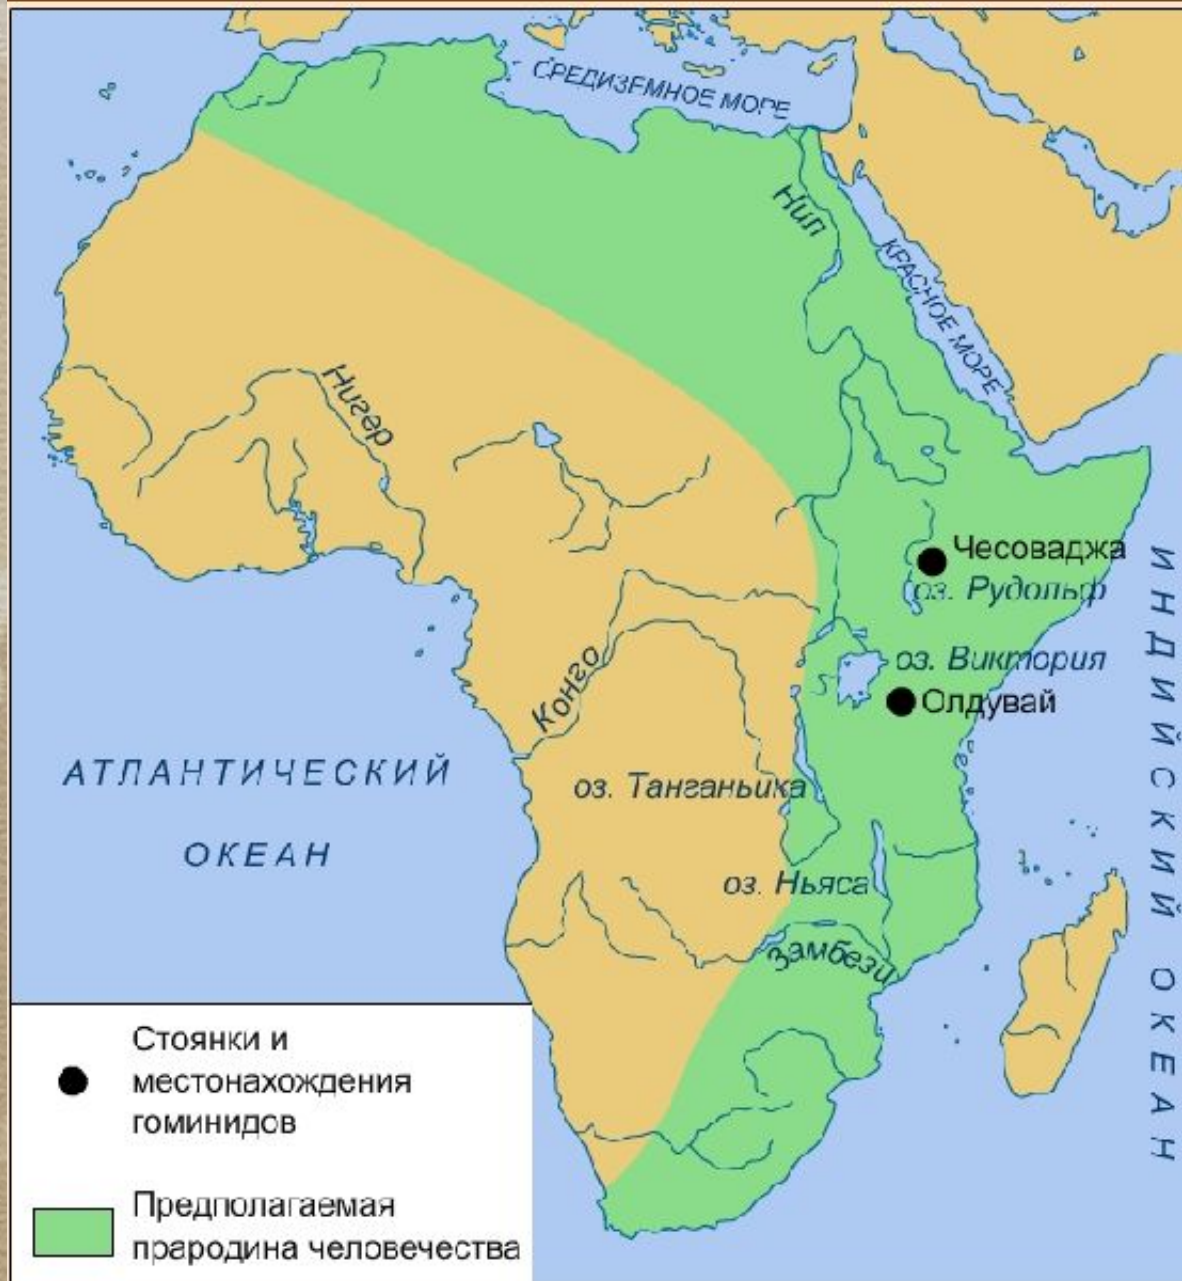 СРЕДИЗЕМНОЕ МОРЕ
Нил
КРАСНОЕ МОРЕ
Нигер
Чесоваджа
оз. Рудольф
оз. Виктория
Олдувай
Конго
АТЛАНТИЧЕСКИЙ
ОКЕАН
оз. Танганьика
оз. Ньяса
Замбези
ИНДИЙСКИЙ ОКЕАН
Стоянки и
местонахождения
гоминидов
Предполагаемая
прародина человечества